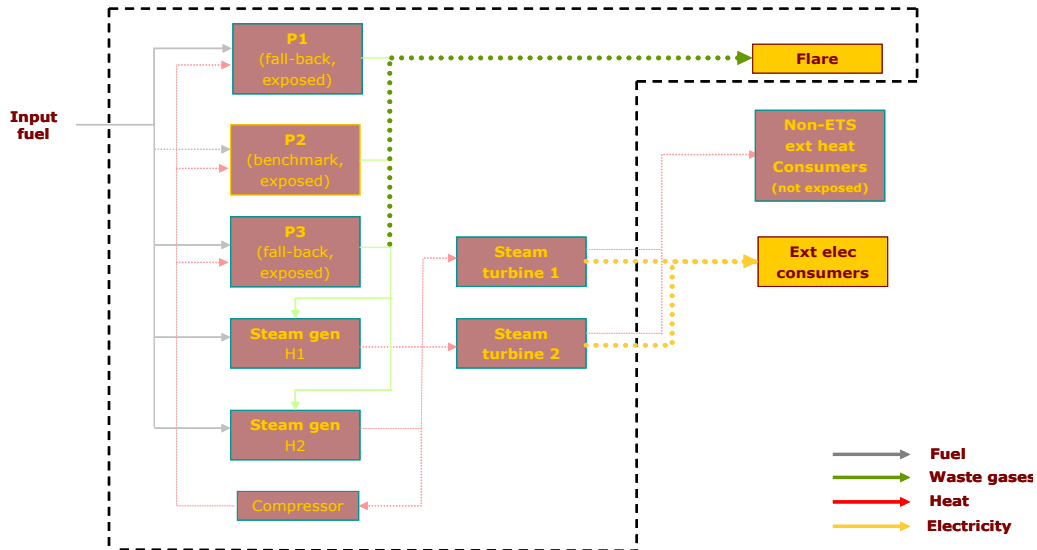 P1
(fall-back,
exposed)
Flare
Input
fuel
P2
(benchmark,
exposed)
Non-ETS
ext heat
Consumers
(not exposed)
P3
(fall-back,
exposed)
Steam
turbine 1
Ext elec
consumers
Steam gen
H1
Steam
turbine 2
Steam gen
H2
Compressor
Fuel
Waste gases
Heat
Electricity